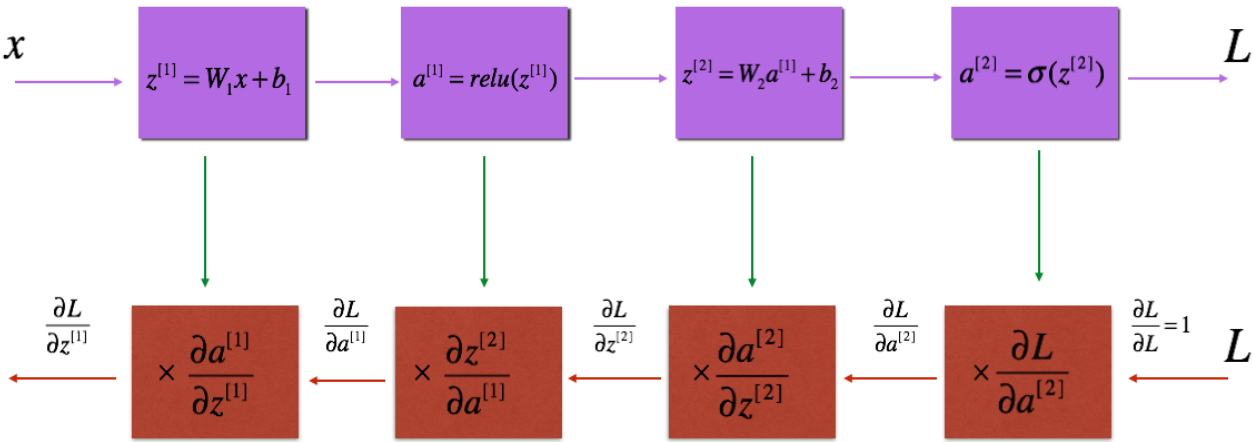 x
z^[1] = W_1x + b_1
a^[1] = relu(z^[1])
z^[2] = W_2a^[1] + b_2
a^[2] = σ(z^[2])
L
∂L/∂z^[1]
× ∂a^[1]/∂z^[1]
∂L/∂a^[1]
× ∂z^[2]/∂a^[1]
∂L/∂z^[2]
× ∂a^[2]/∂z^[2]
∂L/∂a^[2]
× ∂L/∂a^[2]
∂L/∂L = 1
L